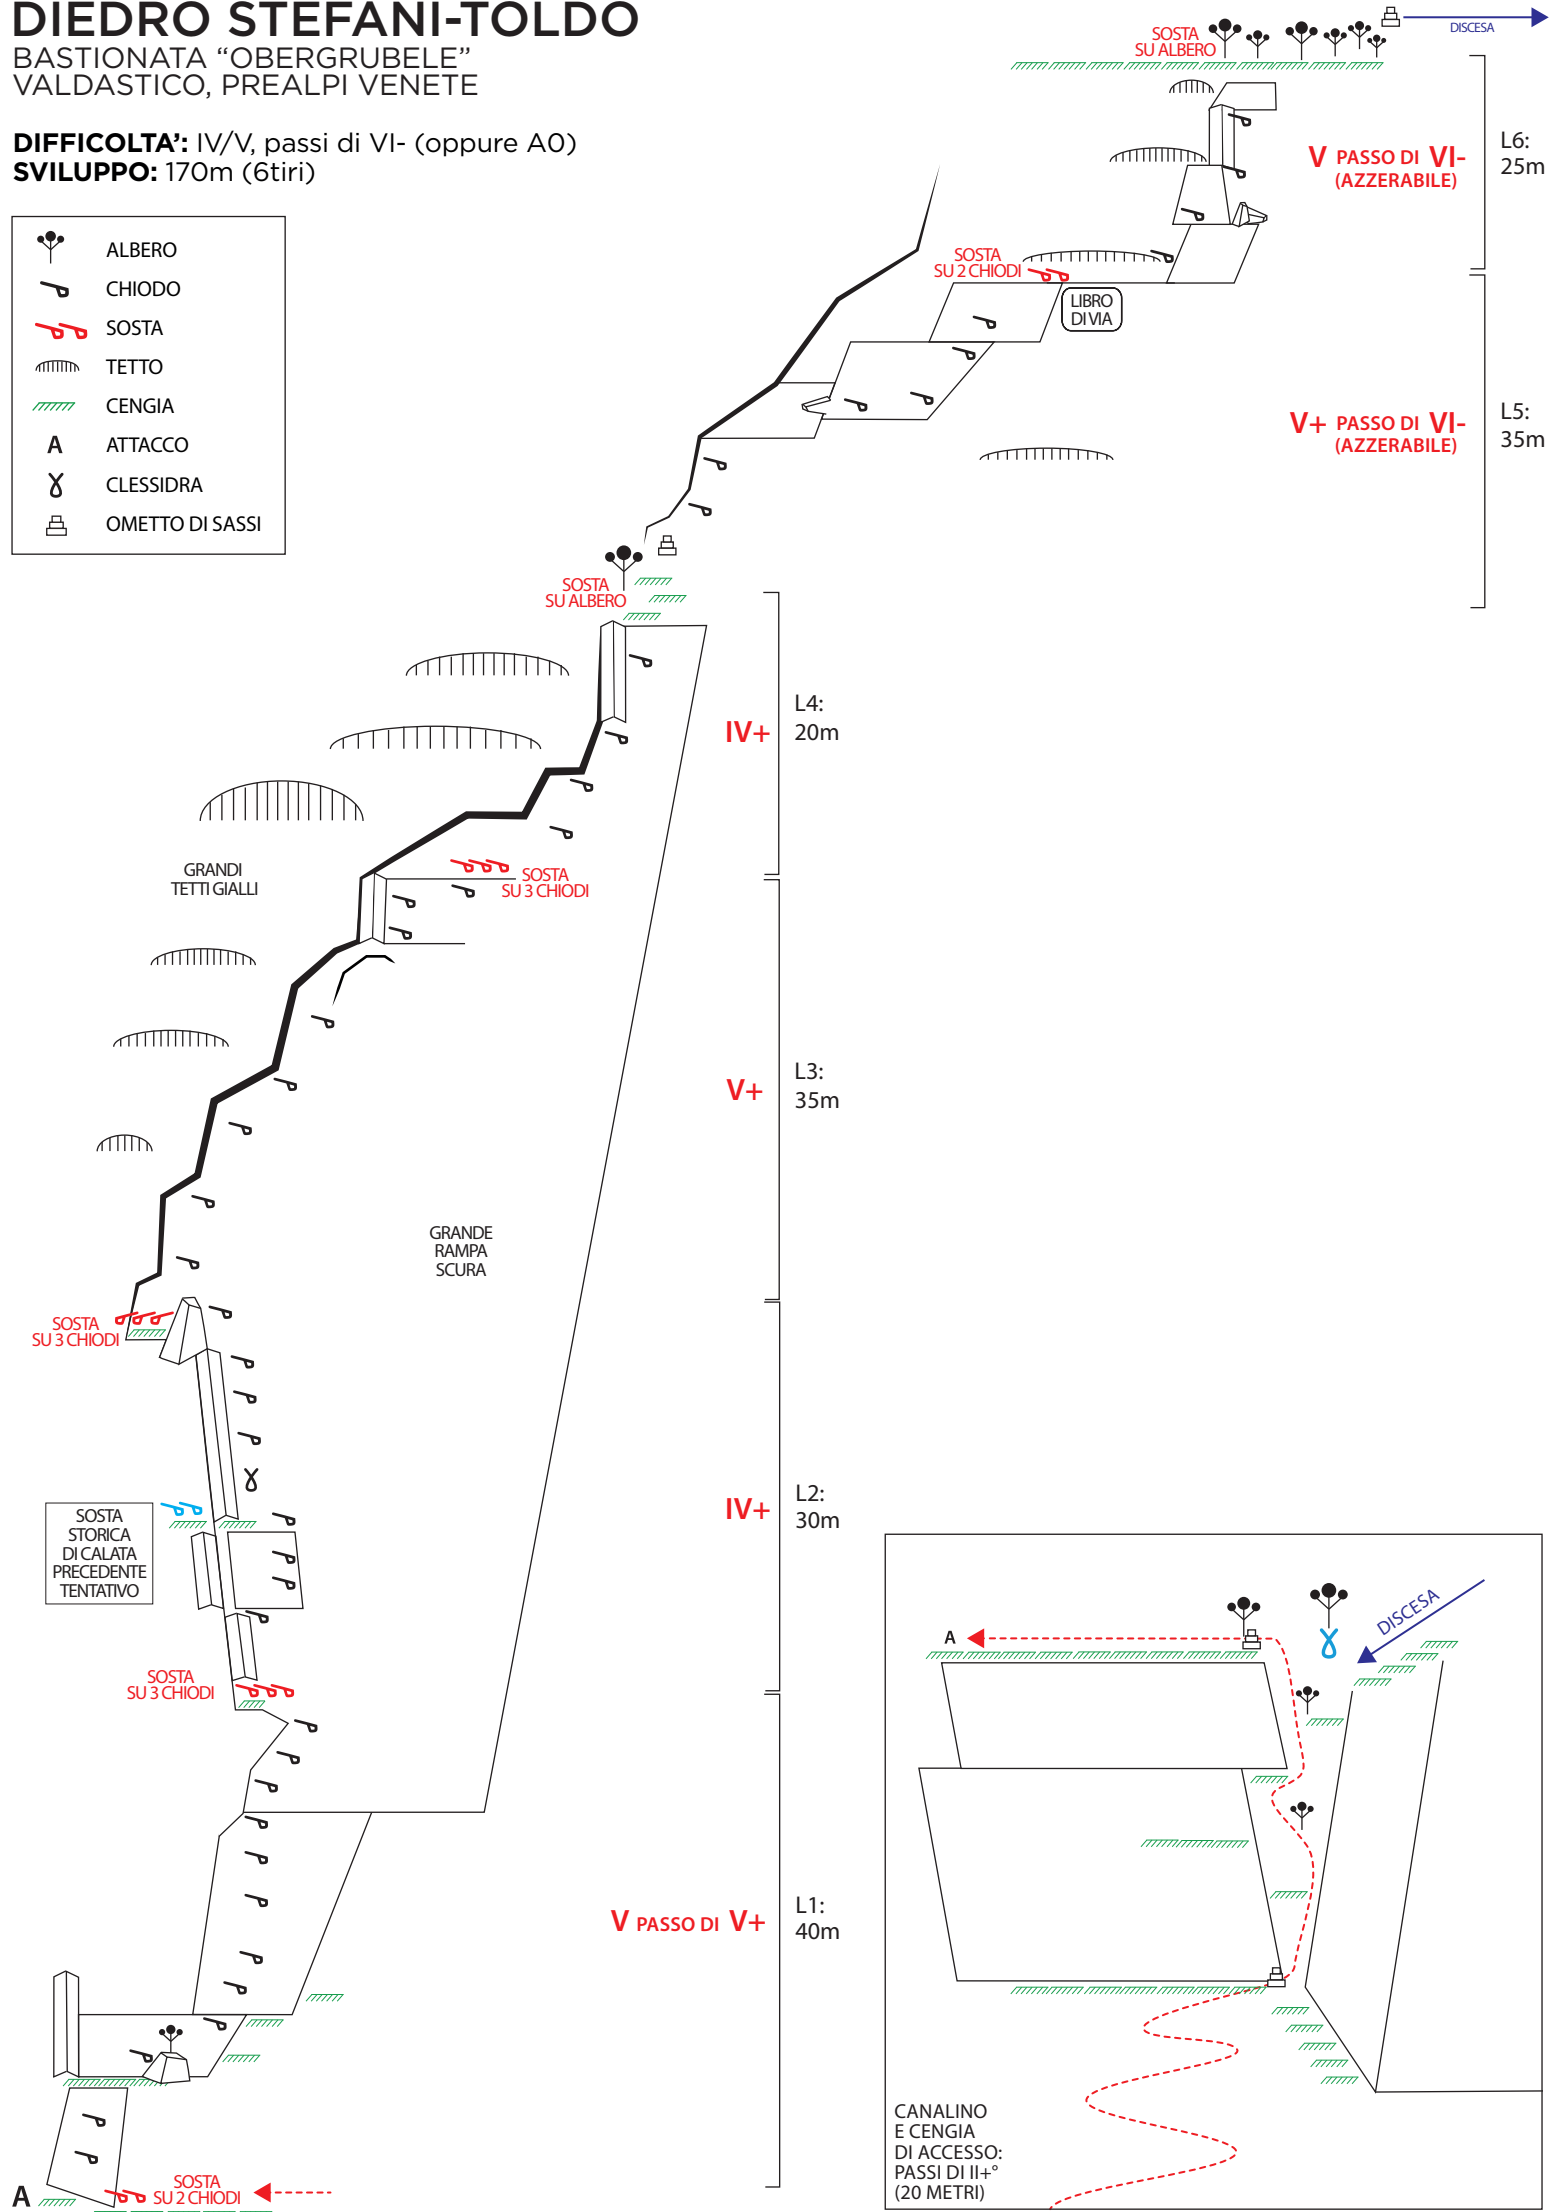 DIEDRO STEFANI-TOLDO
BASTIONATA “OBERGRUBELE”
VALDASTICO, PREALPI VENETE
DIFFICOLTA’: IV/V, passi di VI- (oppure A0)
SVILUPPO: 170m (6tiri)
ALBERO
CHIODO
SOSTA
TETTO
CENGIA
A ATTACCO
CLESSIDRA
OMETTO DI SASSI
SOSTA
SU ALBERO
DISCESA
V PASSO DI VI-
(AZZERABILE)
L6:
25m
SOSTA
SU 2 CHIODI
LIBRO
DI VIA
V+ PASSO DI VI-
(AZZERABILE)
L5:
35m
SOSTA
SU ALBERO
IV+
L4:
20m
GRANDI
TETTI GIALLI
SOSTA
SU 3 CHIODI
V+
L3:
35m
GRANDE
RAMPA
SCURA
SOSTA
SU 3 CHIODI
IV+
L2:
30m
SOSTA
STORICA
DI CALATA
PRECEDENTE
TENTATIVO
SOSTA
SU 3 CHIODI
V PASSO DI V+
L1:
40m
A
SOSTA
SU 2 CHIODI
A
DISCESA
CANALINO
E CENGIA
DI ACCESSO:
PASSI DI II+°
(20 METRI)